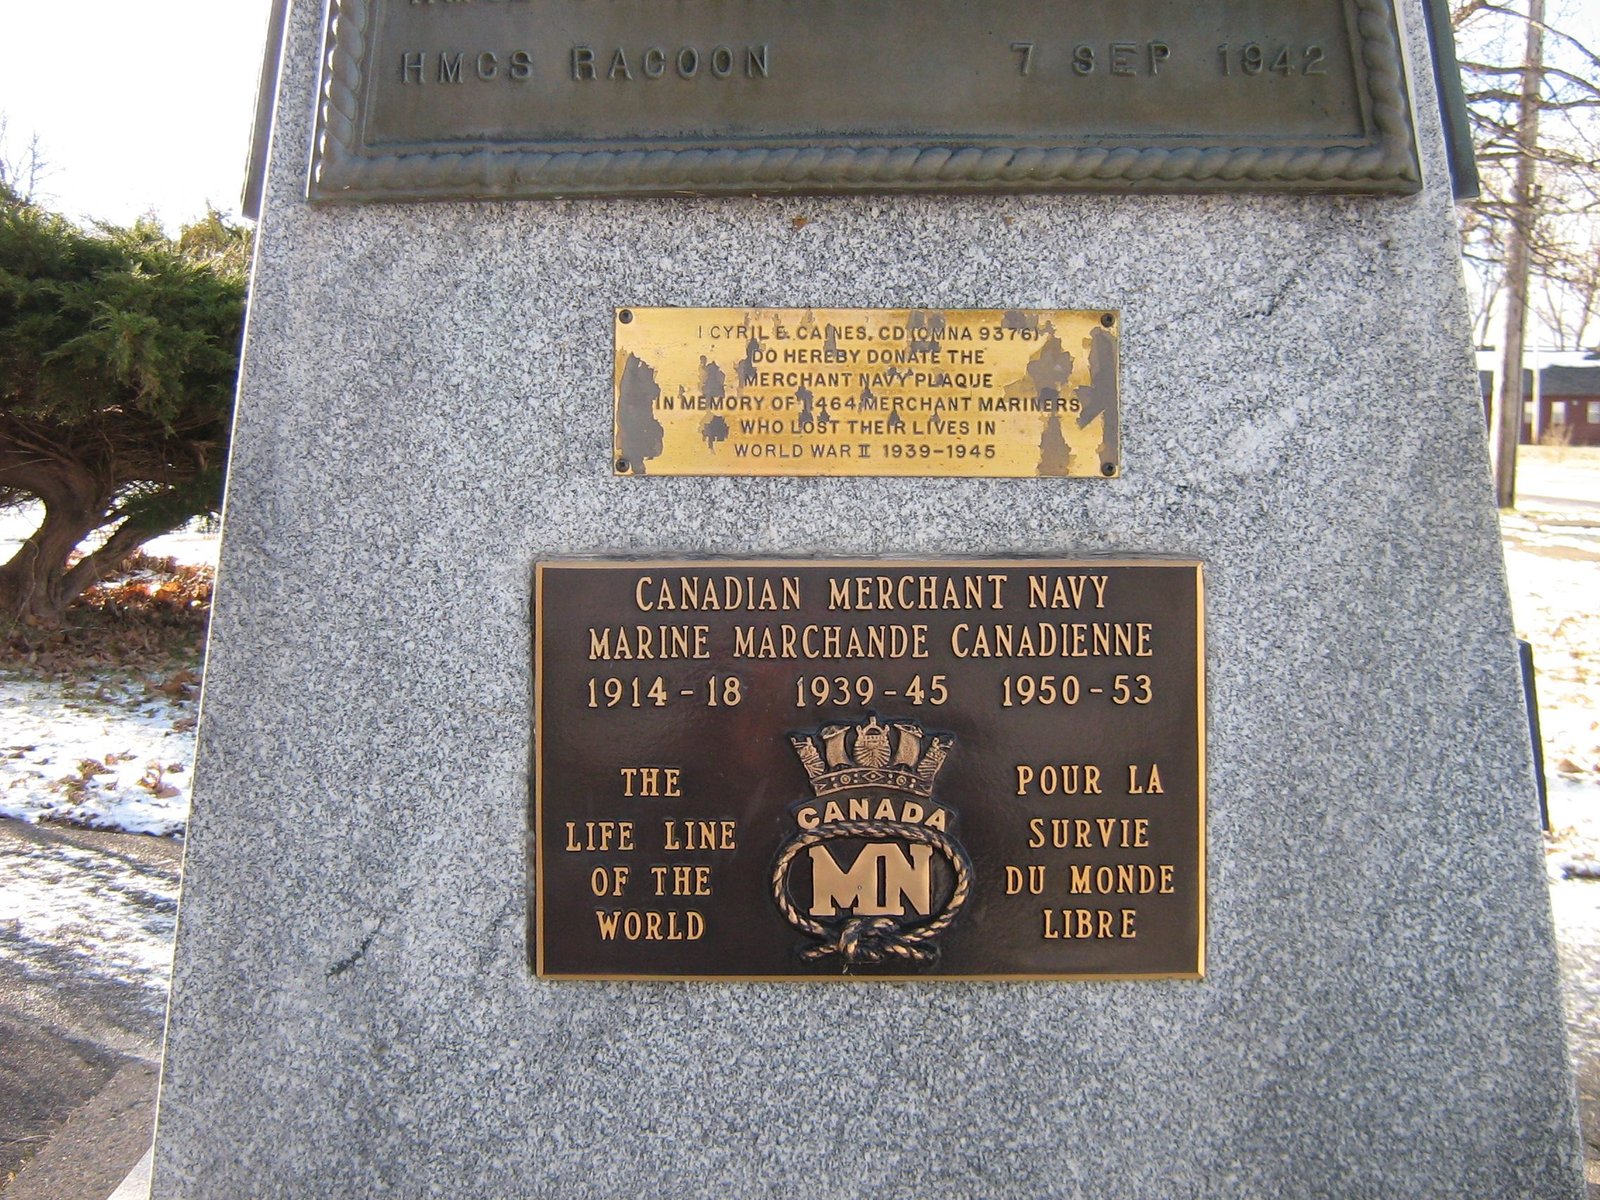 HMCS RACOON 7 SEP 1942
I CYRIL E. CAINES, CD (CMNA 9376)
DO HEREBY DONATE THE
MERCHANT NAVY PLAQUE
IN MEMORY OF 1464 MERCHANT MARINERS
WHO LOST THEIR LIVES IN
WORLD WAR II 1939-1945
CANADIAN MERCHANT NAVY
MARINE MARCHANDE CANADIENNE
1914-18 1939-45 1950-53
THE
LIFE LINE
OF THE
WORLD
CANADA
MN
POUR LA
SURVIE
DU MONDE
LIBRE